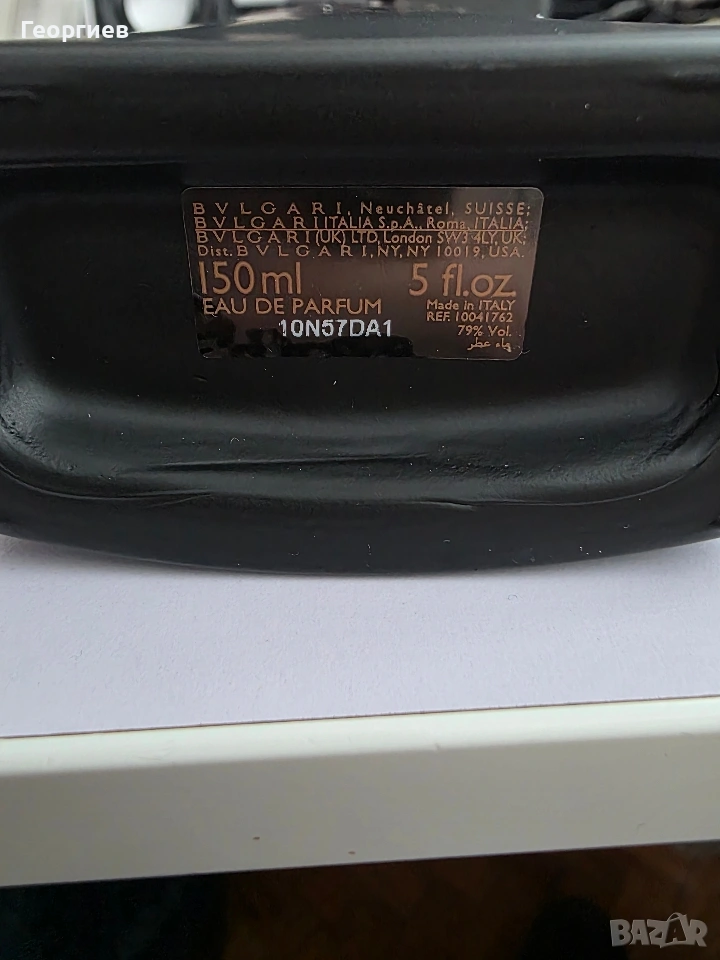 Георгиев
BVLGARI, Neuchâtel, SUISSE;
BVLGARI ITALIA S.p.A., Roma, ITALIA;
BVLGARI (UK) LTD, London SW3 4LY, UK;
Dist. BVLGARI, NY, NY 10019, USA.
150 ml 5 fl.oz
EAU DE PARFUM Made in ITALY
REF. 10041762
10N57DA1 79% Vol.
ماء عطر
BAZAR